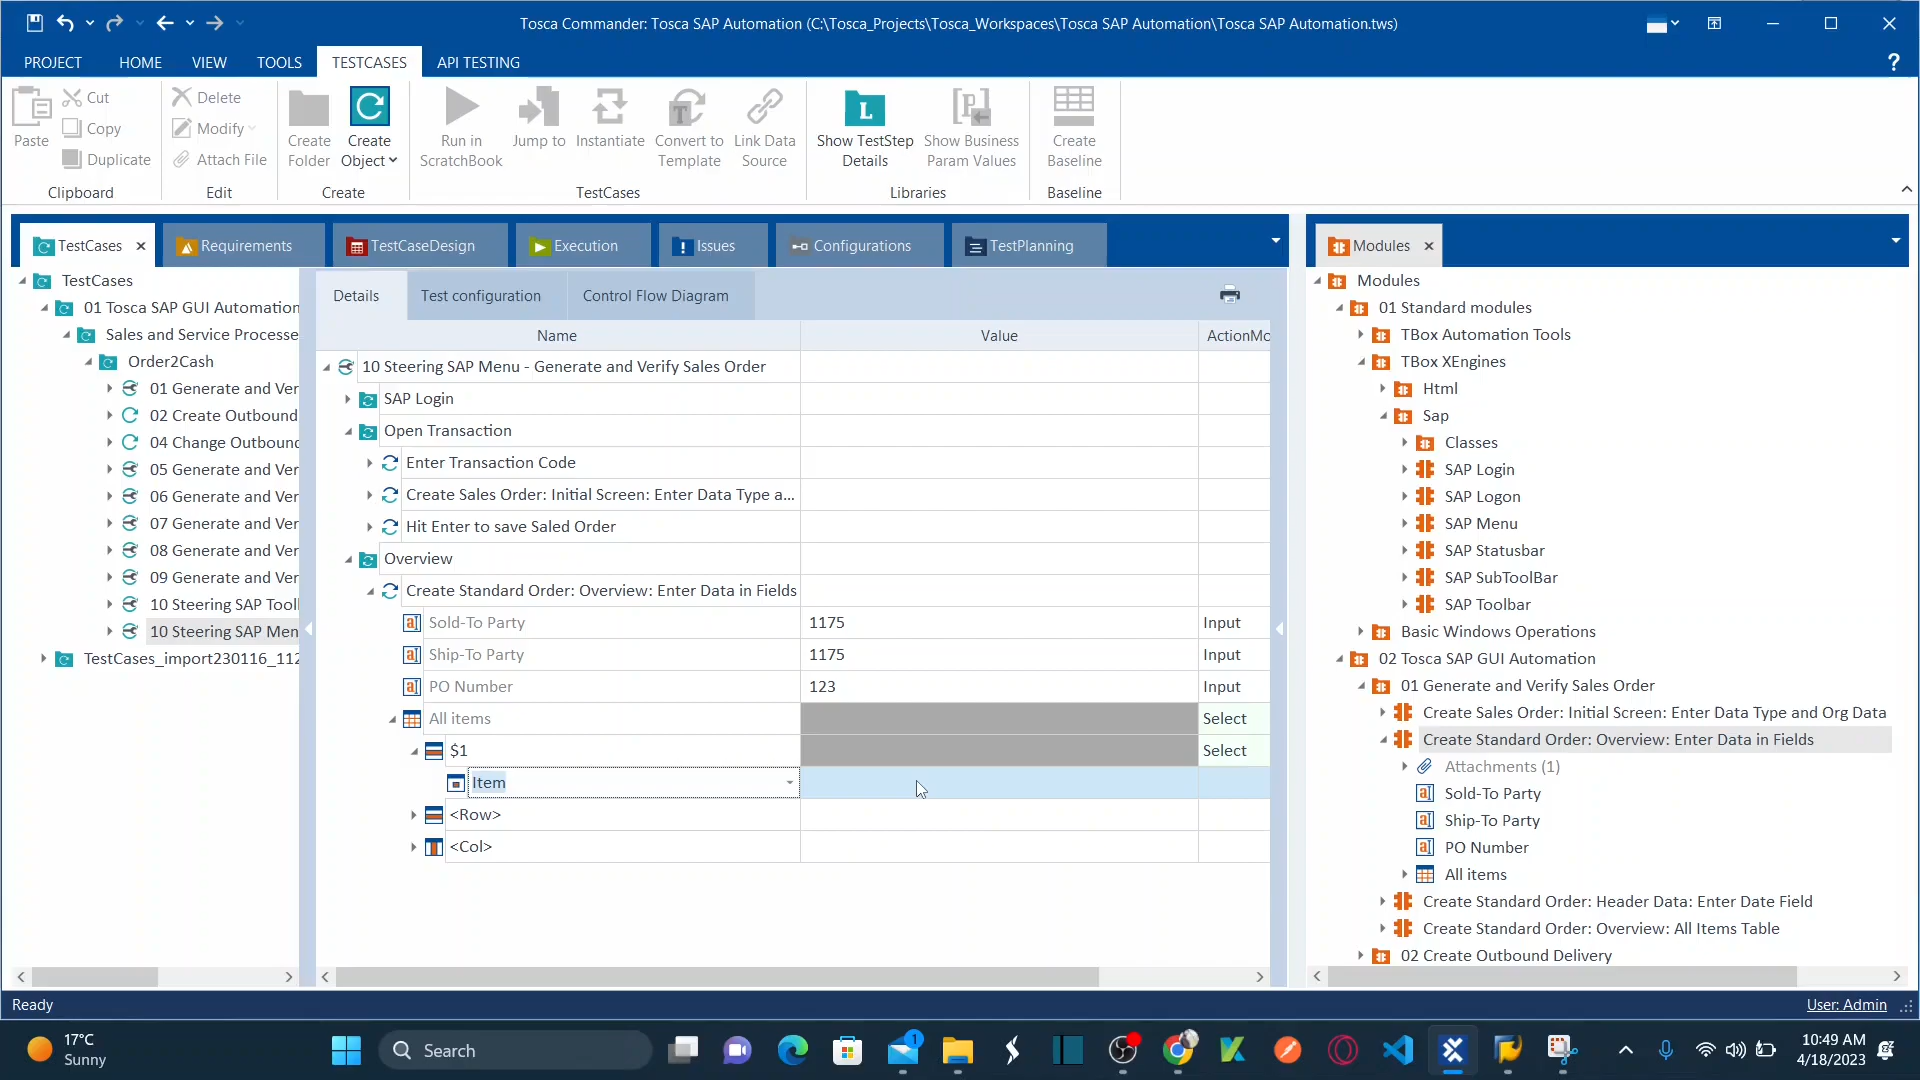 Tosca Commander: Tosca SAP Automation (C:\Tosca_Projects\Tosca_Workspaces\Tosca SAP Automation\Tosca SAP Automation.tws)
PROJECT
HOME
VIEW
TOOLS
TESTCASES
API TESTING
?
Paste
Cut
Copy
Duplicate
Clipboard
Delete
Modify
Attach File
Edit
Create
Folder
Create
Object
Create
Run in
ScratchBook
Jump to
Instantiate
Convert to
Template
Link Data
Source
TestCases
Show TestStep
Details
Show Business
Param Values
Libraries
Create
Baseline
Baseline
TestCases
Requirements
TestCaseDesign
Execution
Issues
Configurations
TestPlanning
TestCases
01 Tosca SAP GUI Automation
Sales and Service Processe
Order2Cash
01 Generate and Ver
02 Create Outbound
04 Change Outbound
05 Generate and Ver
06 Generate and Ver
07 Generate and Ver
08 Generate and Ver
09 Generate and Ver
10 Steering SAP Tool
10 Steering SAP Men
TestCases_import230116_112
Details
Test configuration
Control Flow Diagram
Name
Value
ActionMo
10 Steering SAP Menu - Generate and Verify Sales Order
SAP Login
Open Transaction
Enter Transaction Code
Create Sales Order: Initial Screen: Enter Data Type a...
Hit Enter to save Saled Order
Overview
Create Standard Order: Overview: Enter Data in Fields
Sold-To Party 1175 Input
Ship-To Party 1175 Input
PO Number 123 Input
All items Select
$1 Select
Item
<Row>
<Col>
Modules
Modules
01 Standard modules
TBox Automation Tools
TBox XEngines
Html
Sap
Classes
SAP Login
SAP Logon
SAP Menu
SAP Statusbar
SAP SubToolBar
SAP Toolbar
Basic Windows Operations
02 Tosca SAP GUI Automation
01 Generate and Verify Sales Order
Create Sales Order: Initial Screen: Enter Data Type and Org Data
Create Standard Order: Overview: Enter Data in Fields
Attachments (1)
Sold-To Party
Ship-To Party
PO Number
All items
Create Standard Order: Header Data: Enter Date Field
Create Standard Order: Overview: All Items Table
02 Create Outbound Delivery
Ready
User: Admin
17°C
Sunny
Search
1
10:49 AM
4/18/2023